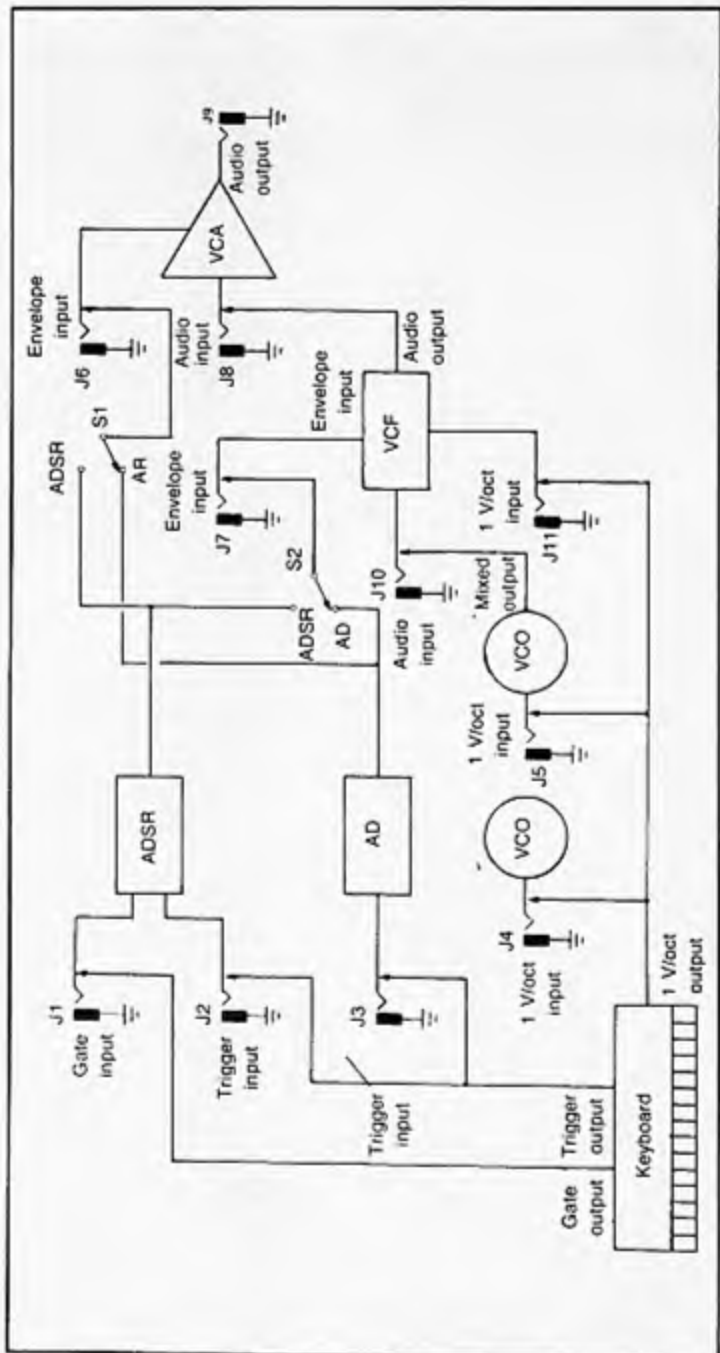 Envelope
input
J6
ADSR
S1
AR
Audio
input
J8
VCA
J9
Audio
output
Envelope
input
J7
Envelope
input
VCF
Audio
output
S2
ADSR
AD
J10
Audio
input
Mixed
output
1 V/oct
input
J11
ADSR
AD
1 V/oct
input
J5
VCO
VCO
J4
1 V/oct
input
J1
Gate
input
J2
Trigger
input
J3
Trigger
input
Gate
output
Trigger
output
Keyboard
1 V/oct
output